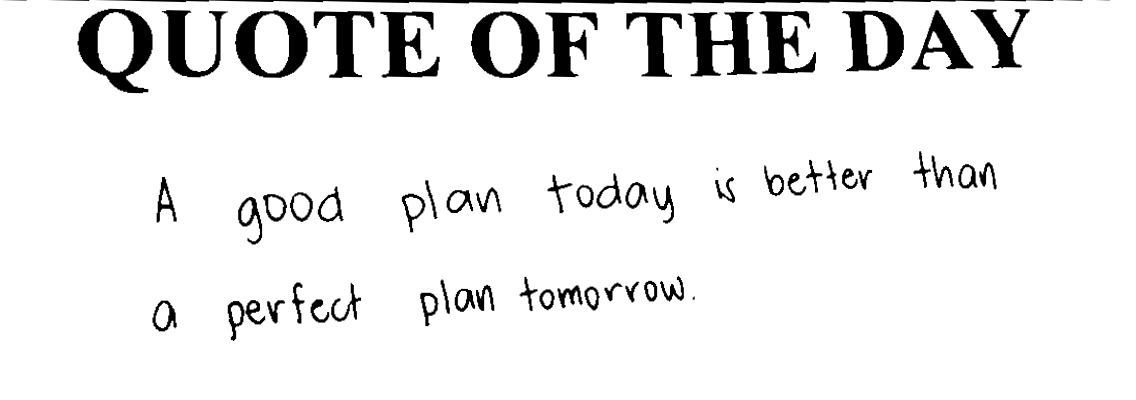 QUOTE OF THE DAY
A good plan today is better than
a perfect plan tomorrow.